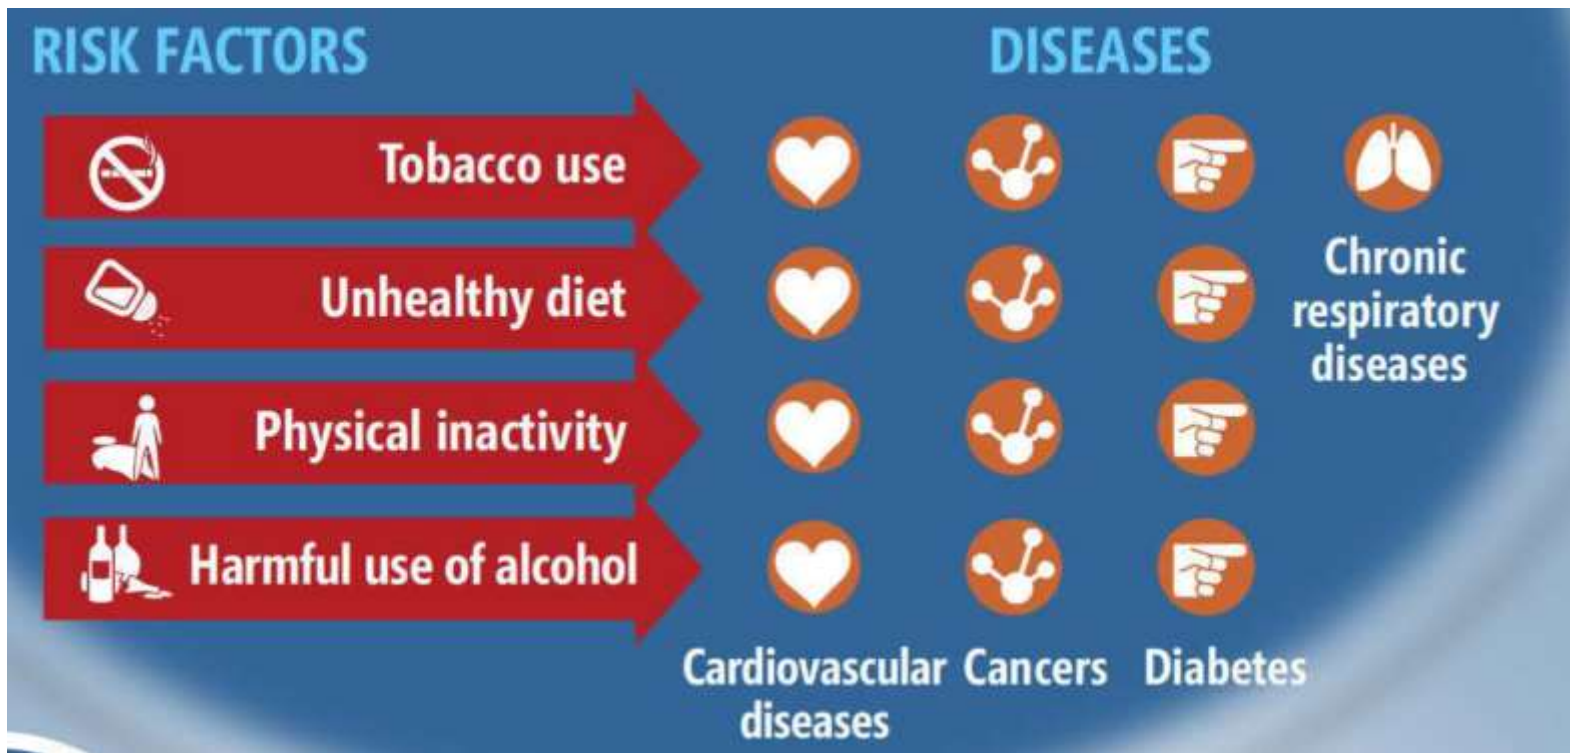 RISK FACTORS
DISEASES
Tobacco use
Unhealthy diet
Physical inactivity
Harmful use of alcohol
Chronic
respiratory
diseases
Cardiovascular
diseases
Cancers
Diabetes